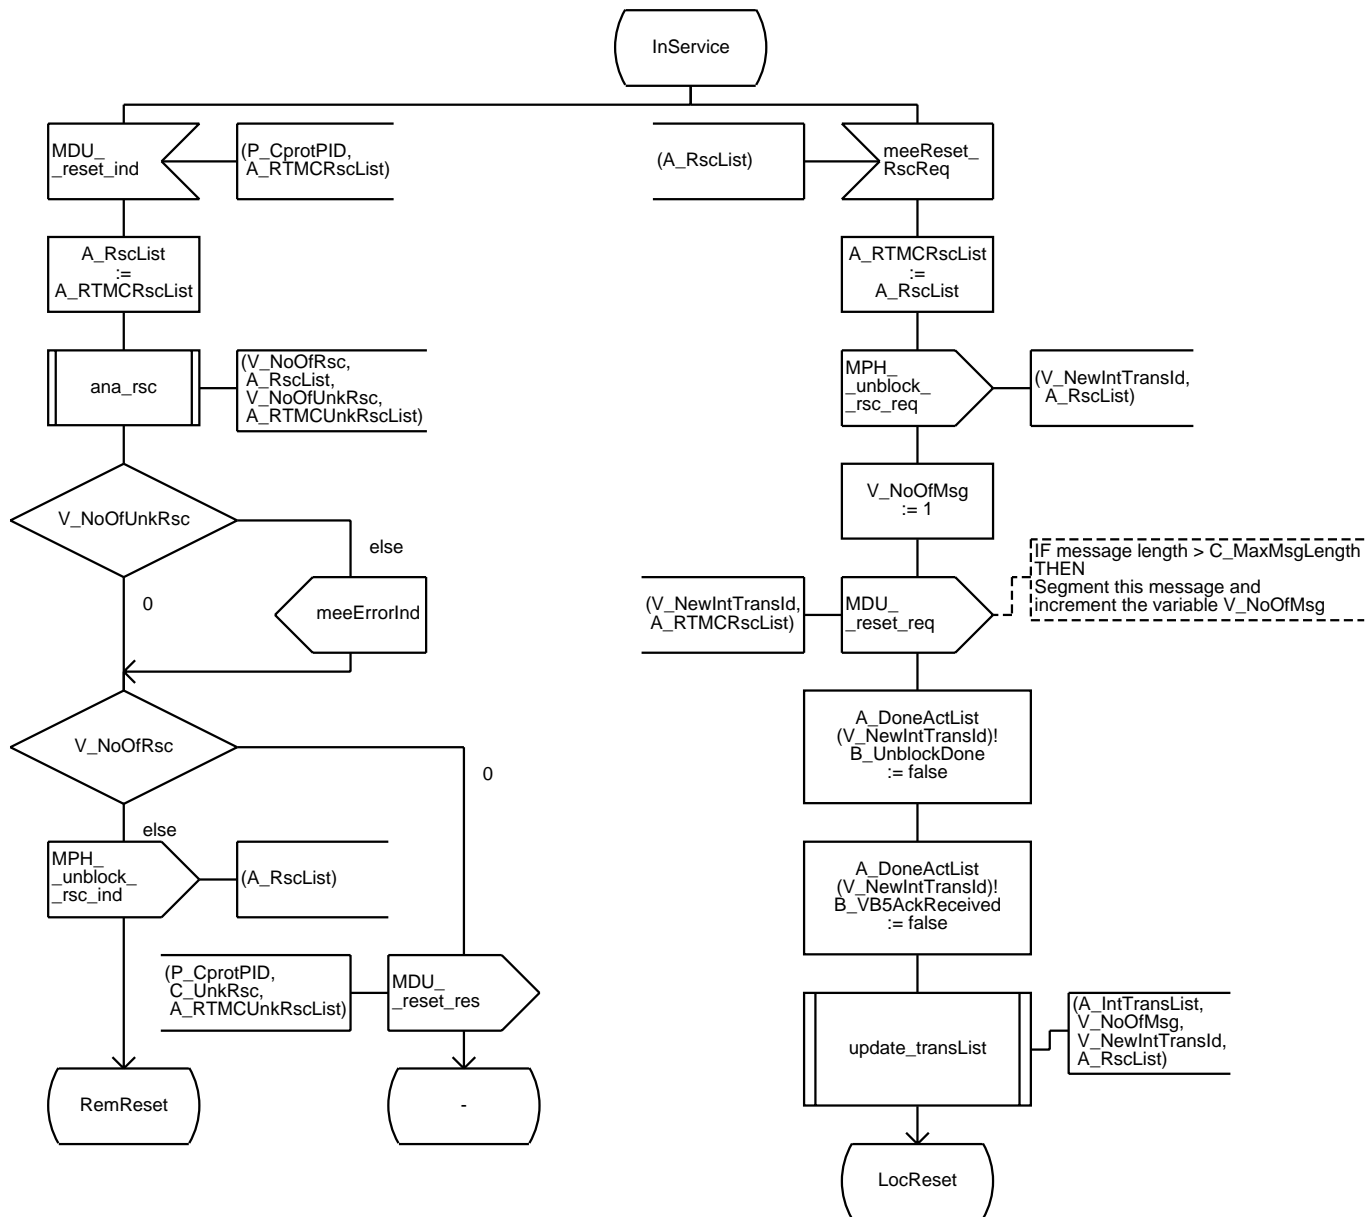 InService
MDU_
_reset_ind
(P_CprotPID,
A_RTMCRscList)
A_RscList
:=
A_RTMCRscList
ana_rsc
(V_NoOfRsc,
A_RscList,
V_NoOfUnkRsc,
A_RTMCUnkRscList)
V_NoOfUnkRsc
else
0
meeErrorInd
V_NoOfRsc
0
else
MPH_
_unblock_
_rsc_ind
(A_RscList)
(P_CprotPID,
C_UnkRsc,
A_RTMCUnkRscList)
MDU_
_reset_res
RemReset
-
(A_RscList)
meeReset_
RscReq
A_RTMCRscList
:=
A_RscList
MPH_
_unblock_
_rsc_req
(V_NewIntTransId,
A_RscList)
V_NoOfMsg
:= 1
(V_NewIntTransId,
A_RTMCRscList)
MDU_
_reset_req
IF message length > C_MaxMsgLength
THEN
Segment this message and
increment the variable V_NoOfMsg
A_DoneActList
(V_NewIntTransId)!
B_UnblockDone
:= false
A_DoneActList
(V_NewIntTransId)!
B_VB5AckReceived
:= false
update_transList
(A_IntTransList,
V_NoOfMsg,
V_NewIntTransId,
A_RscList)
LocReset